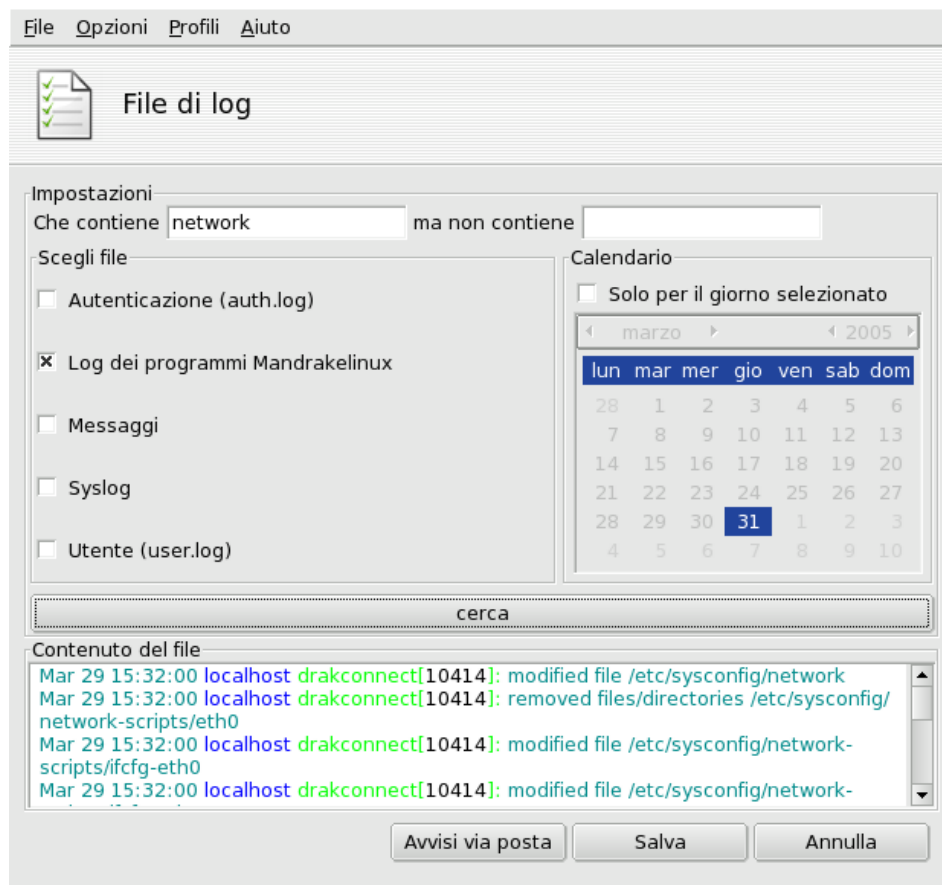 File Opzioni Profili Aiuto
File di log
Impostazioni
Che contiene network ma non contiene
Scegli file
Autenticazione (auth.log)
Log dei programmi Mandrakelinux
Messaggi
Syslog
Utente (user.log)
Calendario
Solo per il giorno selezionato
marzo 2005
lun mar mer gio ven sab dom
28 1 2 3 4 5 6
7 8 9 10 11 12 13
14 15 16 17 18 19 20
21 22 23 24 25 26 27
28 29 30 31 1 2 3
4 5 6 7 8 9 10
cerca
Contenuto del file
Mar 29 15:32:00 localhost drakconnect[10414]: modified file /etc/sysconfig/network
Mar 29 15:32:00 localhost drakconnect[10414]: removed files/directories /etc/sysconfig/
network-scripts/eth0
Mar 29 15:32:00 localhost drakconnect[10414]: modified file /etc/sysconfig/network-
scripts/ifcfg-eth0
Mar 29 15:32:00 localhost drakconnect[10414]: modified file /etc/sysconfig/network-
Avvisi via posta Salva Annulla